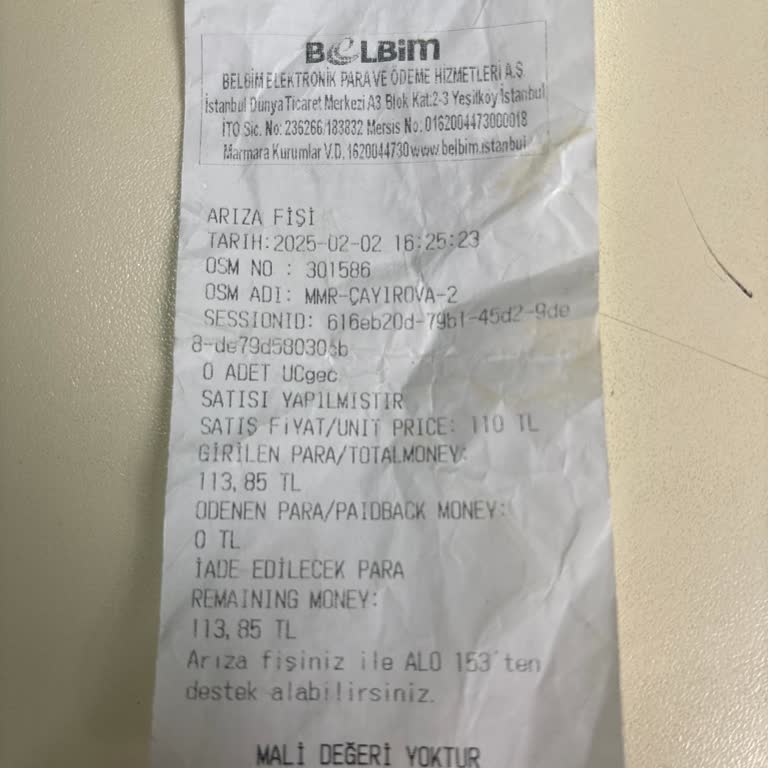 BELBiM
BELBİM ELEKTRONİK PARA VE ÖDEME HİZMETLERİ A.Ş.
İstanbul Dünya Ticaret Merkezi A3 Blok Kat:2-3 Yeşilköy İstanbul
İTO Sic. No: 236266/183832 Mersis No: 0162004473000018
Marmara Kurumlar V.D. 1620044730 www.belbim.istanbul
ARIZA FİŞİ
TARIH:2025-02-02 16:25:23
OSM NO : 301586
OSM ADI: MMR-ÇAYIROVA-2
SESSIONID: 616eb20d-79b1-45d2-9de
8-de79d58030cb
0 ADET UCgec
SATISI YAPILMISTIR
SATIŞ FİYAT/UNIT PRICE: 110 TL
GİRİLEN PARA/TOTALMONEY:
113,85 TL
ODENEN PARA/PAIDBACK MONEY:
0 TL
İADE EDİLECEK PARA
REMAINING MONEY:
113,85 TL
Arıza fişiniz ile ALO 153'ten
destek alabilirsiniz.
MALİ DEĞERİ YOKTUR